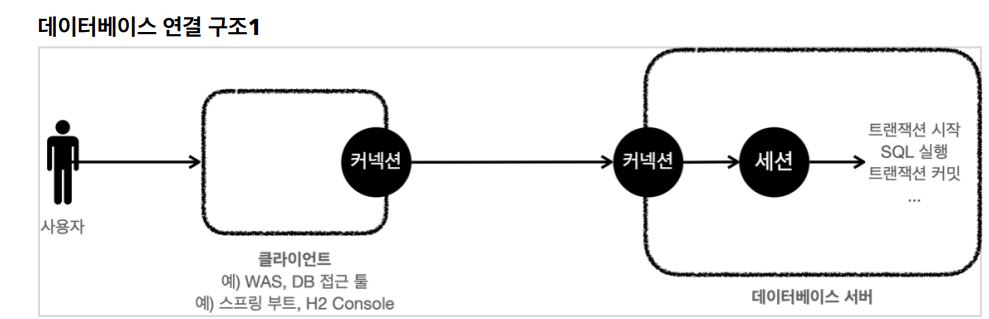 데이터베이스 연결 구조1
커넥션
커넥션
세션
트랜잭션 시작
SQL 실행
트랜잭션 커밋
...
사용자
클라이언트
예) WAS, DB 접근 툴
예) 스프링 부트, H2 Console
데이터베이스 서버